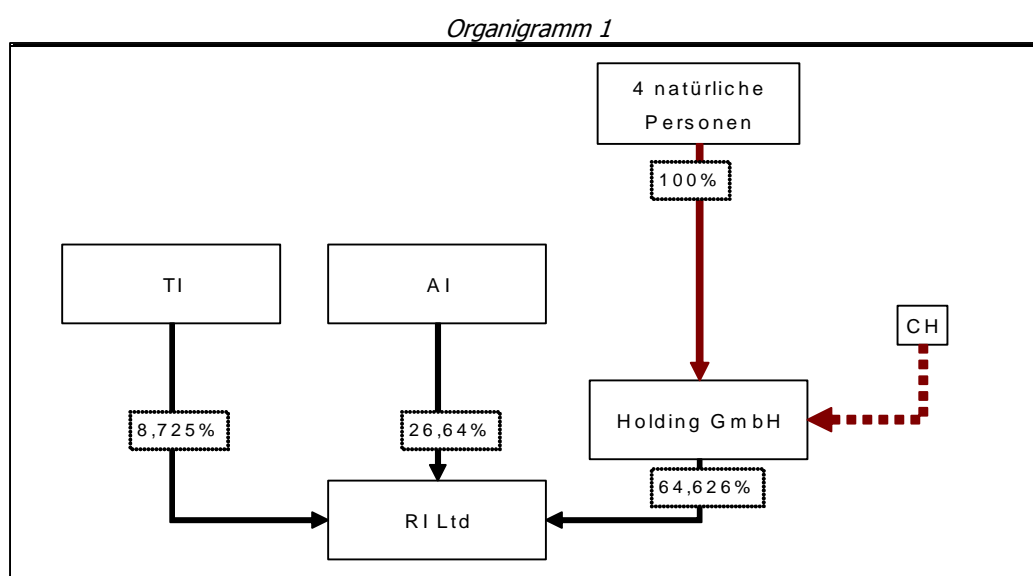 Organigramm 1
4 natürliche
Personen
100%
TI
AI
CH
Holding GmbH
8,725%
26,64%
64,626%
RI Ltd